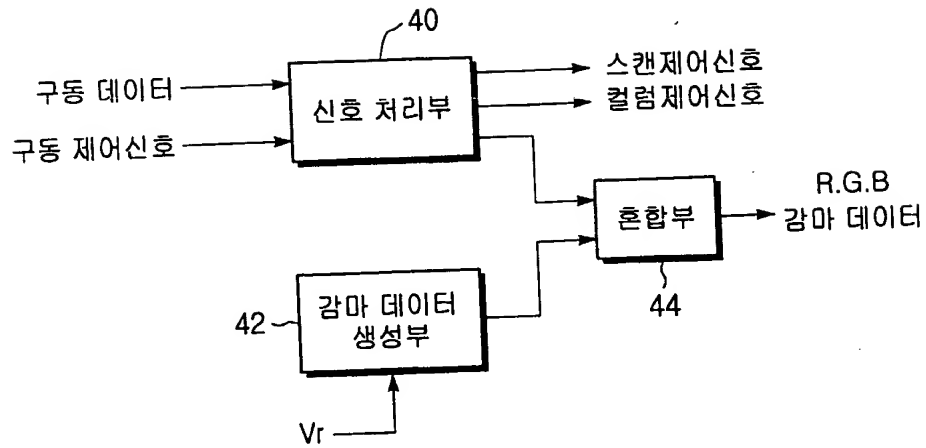 40
구동 데이터
구동 제어신호
신호 처리부
스캔제어신호
컬럼제어신호
R.G.B
감마 데이터
혼합부
44
42
감마 데이터
생성부
Vr